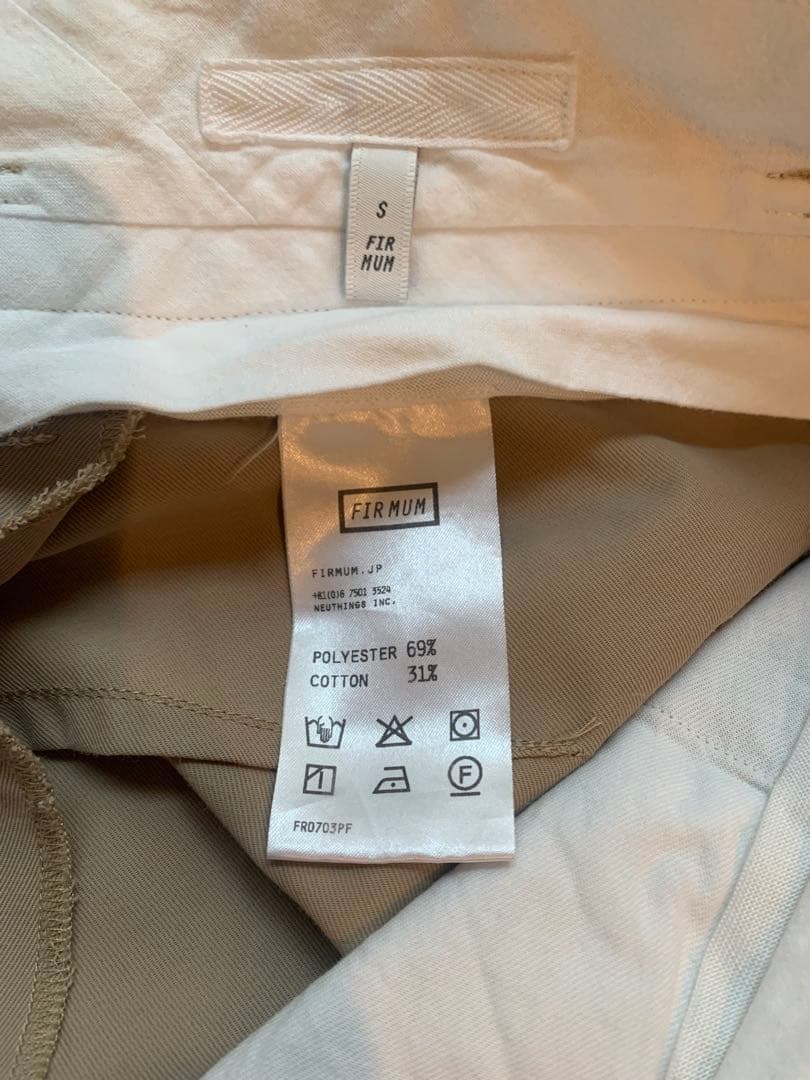 S
FIR
MUM
FIRMUM
FIRMUM.JP
+81(0)6 7501 3524
NEUTHINGS INC.
POLYESTER 69%
COTTON 31%
F
FR0703PF